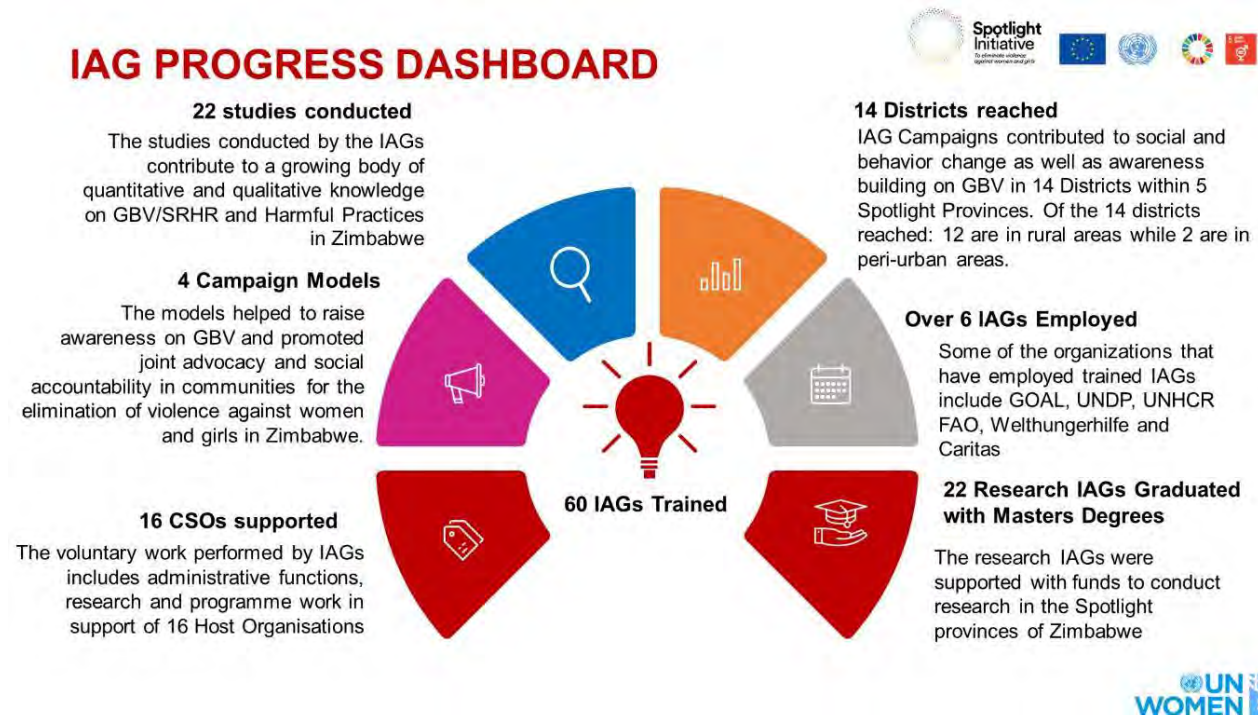 IAG PROGRESS DASHBOARD
Spotlight
Initiative
To eliminate violence
against women and girls
22 studies conducted
The studies conducted by the IAGs
contribute to a growing body of
quantitative and qualitative knowledge
on GBV/SRHR and Harmful Practices
in Zimbabwe
4 Campaign Models
The models helped to raise
awareness on GBV and promoted
joint advocacy and social
accountability in communities for the
elimination of violence against women
and girls in Zimbabwe.
16 CSOs supported
The voluntary work performed by IAGs
includes administrative functions,
research and programme work in
support of 16 Host Organisations
60 IAGs Trained
14 Districts reached
IAG Campaigns contributed to social and
behavior change as well as awareness
building on GBV in 14 Districts within 5
Spotlight Provinces. Of the 14 districts
reached: 12 are in rural areas while 2 are in
peri-urban areas.
Over 6 IAGs Employed
Some of the organizations that
have employed trained IAGs
include GOAL, UNDP, UNHCR
FAO, Welthungerhilfe and
Caritas
22 Research IAGs Graduated
with Masters Degrees
The research IAGs were
supported with funds to conduct
research in the Spotlight
provinces of Zimbabwe
UN
WOMEN